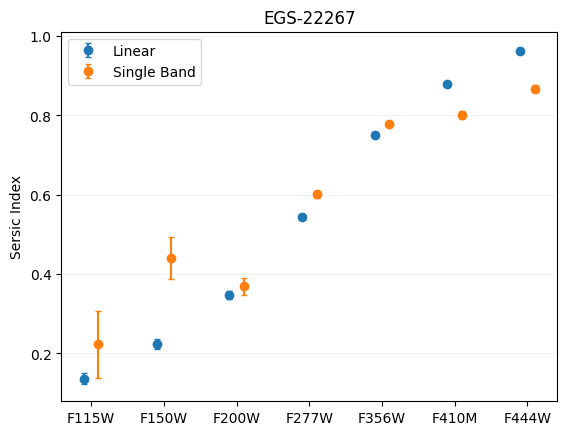 EGS-22267
Linear
Single Band
Sersic Index
1.0
0.8
0.6
0.4
0.2
F115W F150W F200W F277W F356W F410M F444W